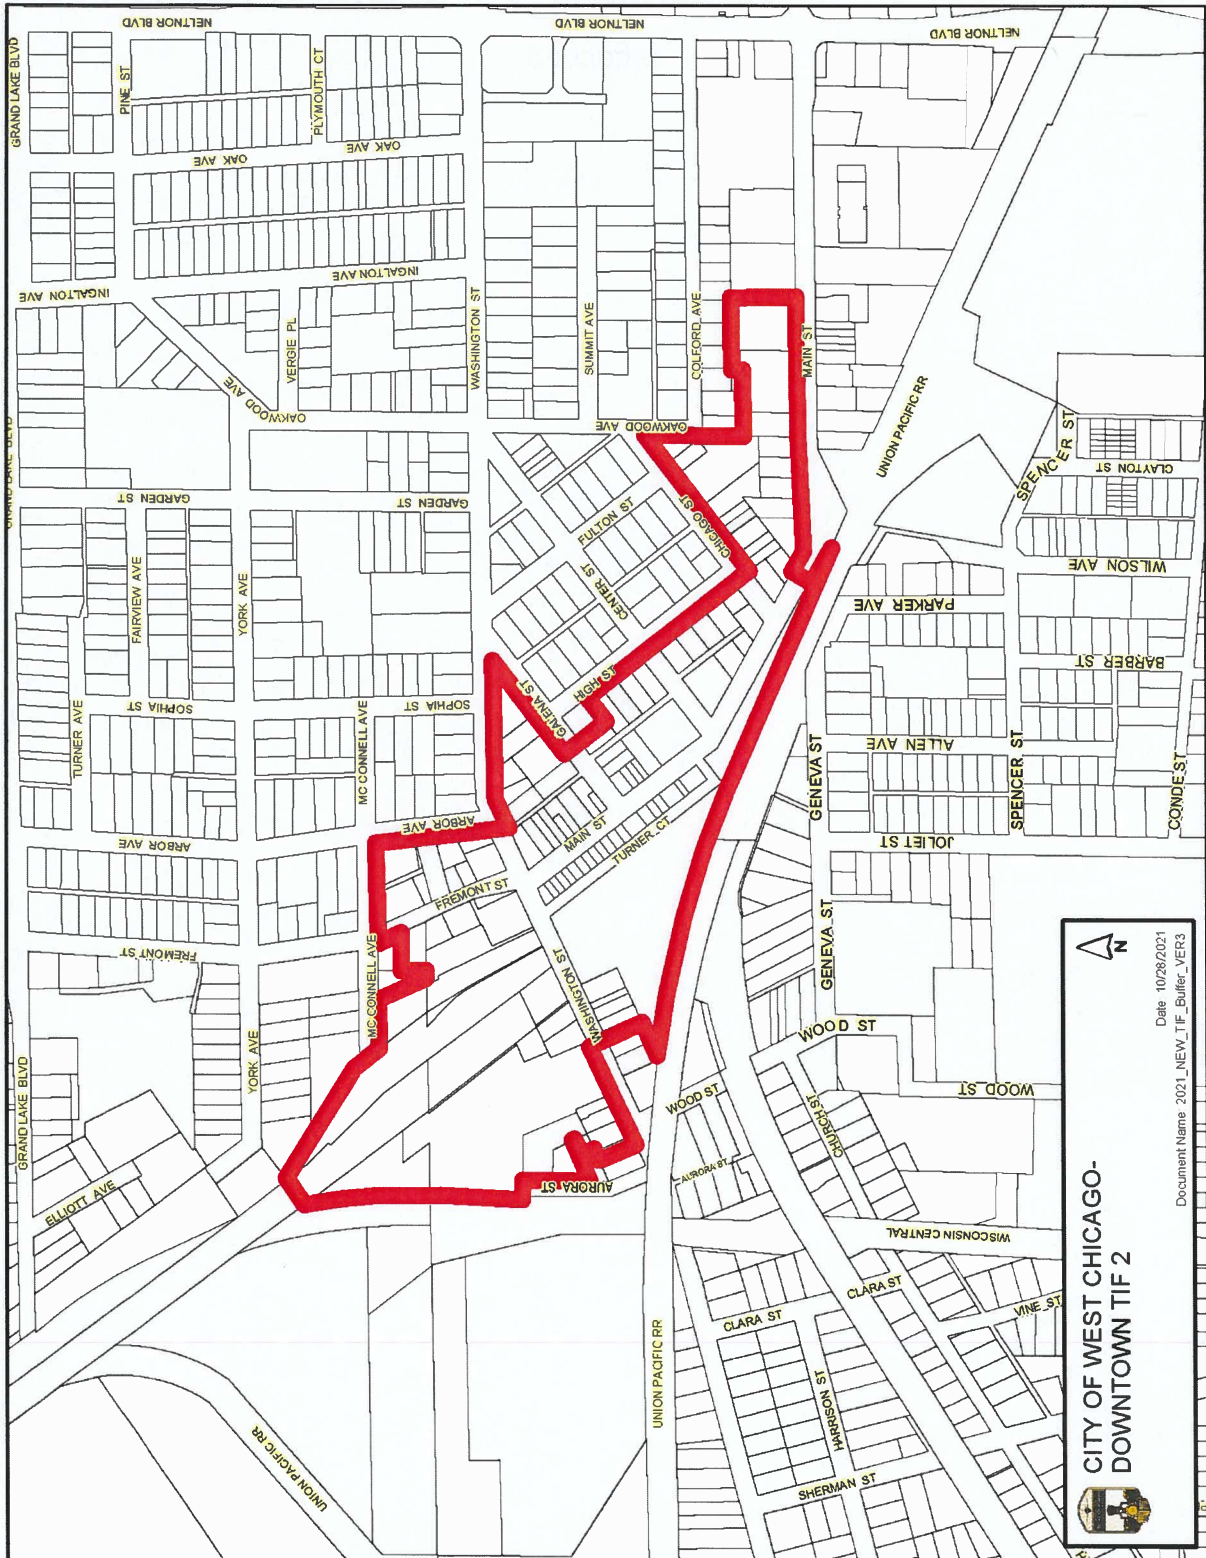 NELTNOR BLVD
NELTNOR BLVD
NELTNOR BLVD
GRAND LAKE BLVD
PINE ST
PLYMOUTH CT
OAK AVE
OAK AVE
INGALTON AVE
INGALTON AVE
VERGIE PL
WASHINGTON ST
SUMMIT AVE
COLFORD AVE
MAIN ST
OAKWOOD AVE
OAKWOOD AVE
UNION PACIFIC RR
GRAND LAKE BLVD
GARDEN ST
GARDEN ST
FULTON ST
CHICAGO ST
SPENCER ST
CLAYTON ST
FAIRVIEW AVE
YORK AVE
CENTER ST
PARKER AVE
WILSON AVE
BARBER ST
SOPHIA ST
SOPHIA ST
TURNER AVE
MC CONNELL AVE
GALENA ST
HIGH ST
GENEVA ST
ALLEN AVE
SPENCER ST
CONDE ST
ARBOR AVE
ARBOR AVE
MAIN ST
TURNER CT
JOLIET ST
FREMONT ST
FREMONT ST
MC CONNELL AVE
WASHINGTON ST
GENEVA ST
WOOD ST
YORK AVE
GRAND LAKE BLVD
WOOD ST
WOOD ST
CHURCH ST
ELLIOTT AVE
AURORA ST
AURORA ST
WISCONSIN CENTRAL
CLARA ST
CLARA ST
VINE ST
UNION PACIFIC RR
HARRISON ST
SHERMAN ST
UNION PACIFIC RR
CITY OF WEST CHICAGO-
DOWNTOWN TIF 2
N
Date 10/28/2021
Document Name 2021_NEW_TIF_Buffer_VER3